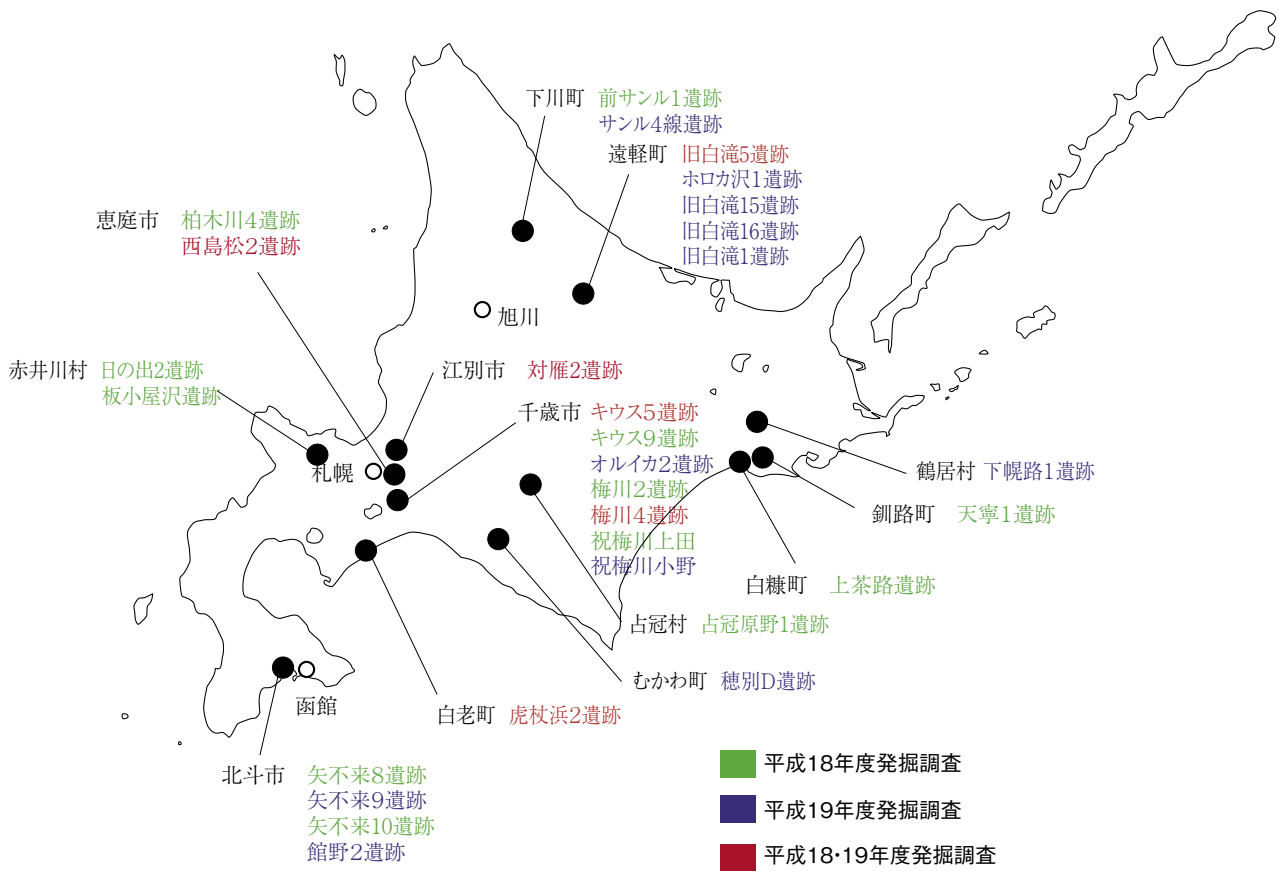 下川町 前サンル1遺跡
サンル4線遺跡
遠軽町 旧白滝5遺跡
ホロカ沢1遺跡
旧白滝15遺跡
旧白滝16遺跡
旧白滝1遺跡
恵庭市 柏木川4遺跡
西島松2遺跡
旭川
赤井川村 日の出2遺跡
板小屋沢遺跡
江別市 対雁2遺跡
千歳市 キウス5遺跡
キウス9遺跡
オルイカ2遺跡
梅川2遺跡
梅川4遺跡
祝梅川上田
祝梅川小野
札幌
鶴居村 下幌路1遺跡
釧路町 天寧1遺跡
白糠町 上茶路遺跡
占冠村 占冠原野1遺跡
むかわ町 穂別D遺跡
函館
白老町 虎杖浜2遺跡
北斗市 矢不来8遺跡
矢不来9遺跡
矢不来10遺跡
館野2遺跡
平成18年度発掘調査
平成19年度発掘調査
平成18・19年度発掘調査